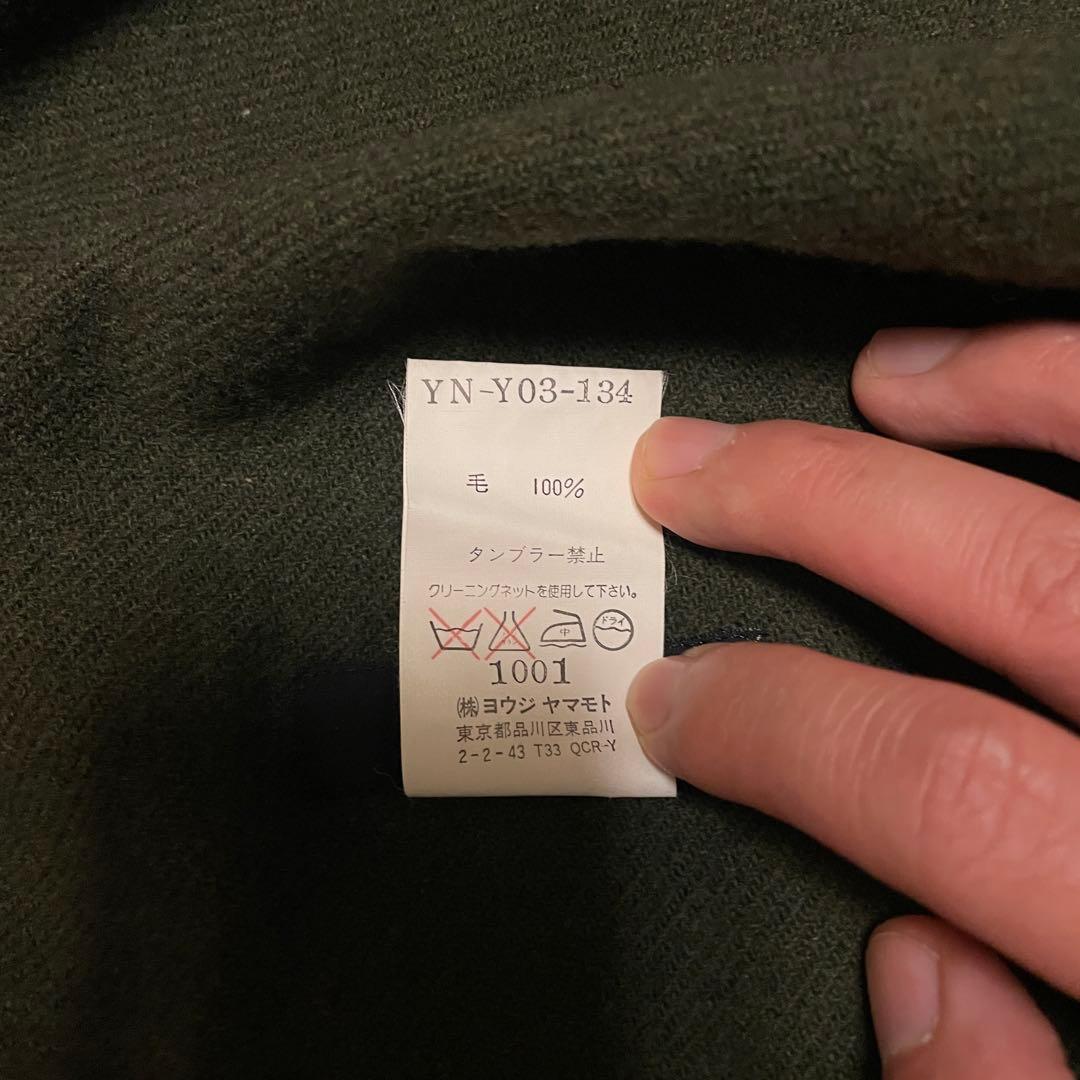 YN-Y03-134
毛 100%
タンブラー禁止
クリーニングネットを使用して下さい。
中 ドライ
1001
(株)ヨウジ ヤマモト
東京都品川区東品川
2-2-43 T33 QCR-Y